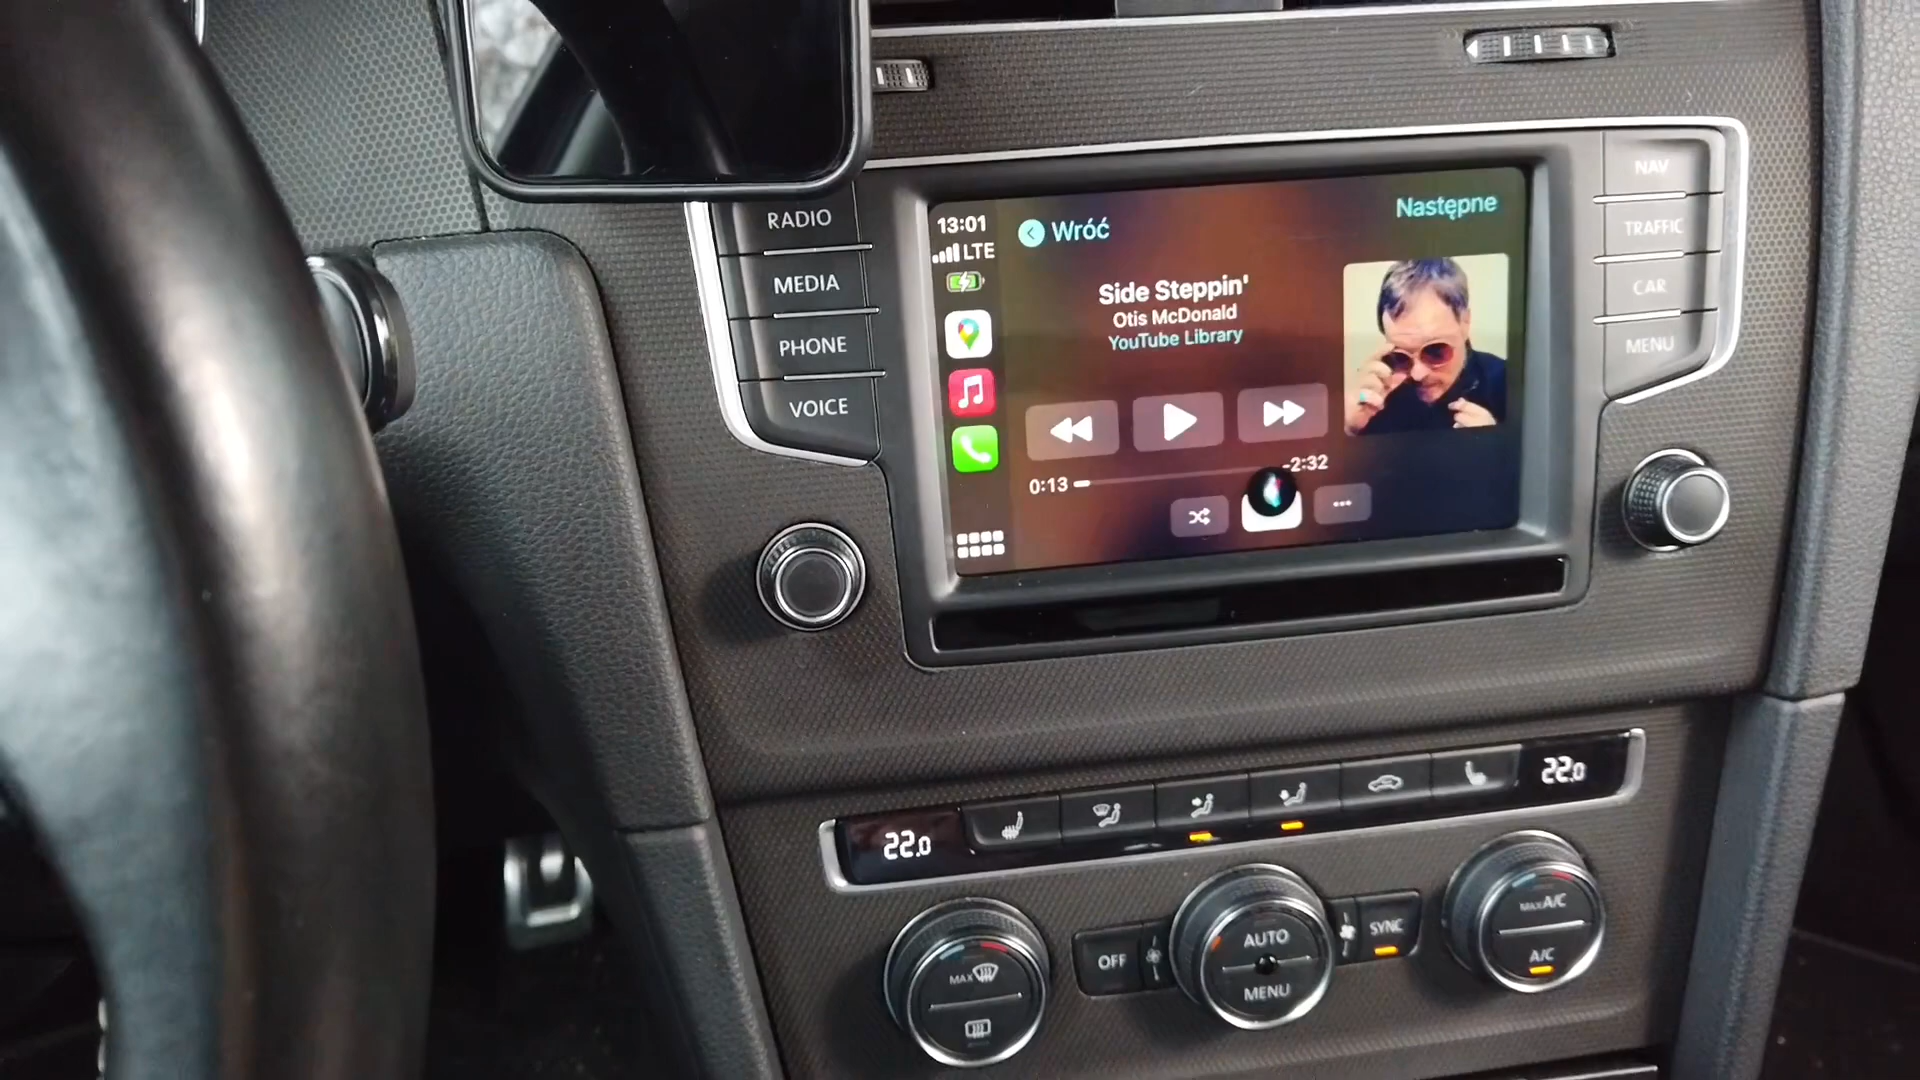 RADIO
MEDIA
PHONE
VOICE
13:01
LTE
Wróć
Następne
Side Steppin'
Otis McDonald
YouTube Library
0:13
-2:32
NAV
TRAFFIC
CAR
MENU
22.0
22.0
MAX
OFF
AUTO
MENU
SYNC
MAX A/C
A/C